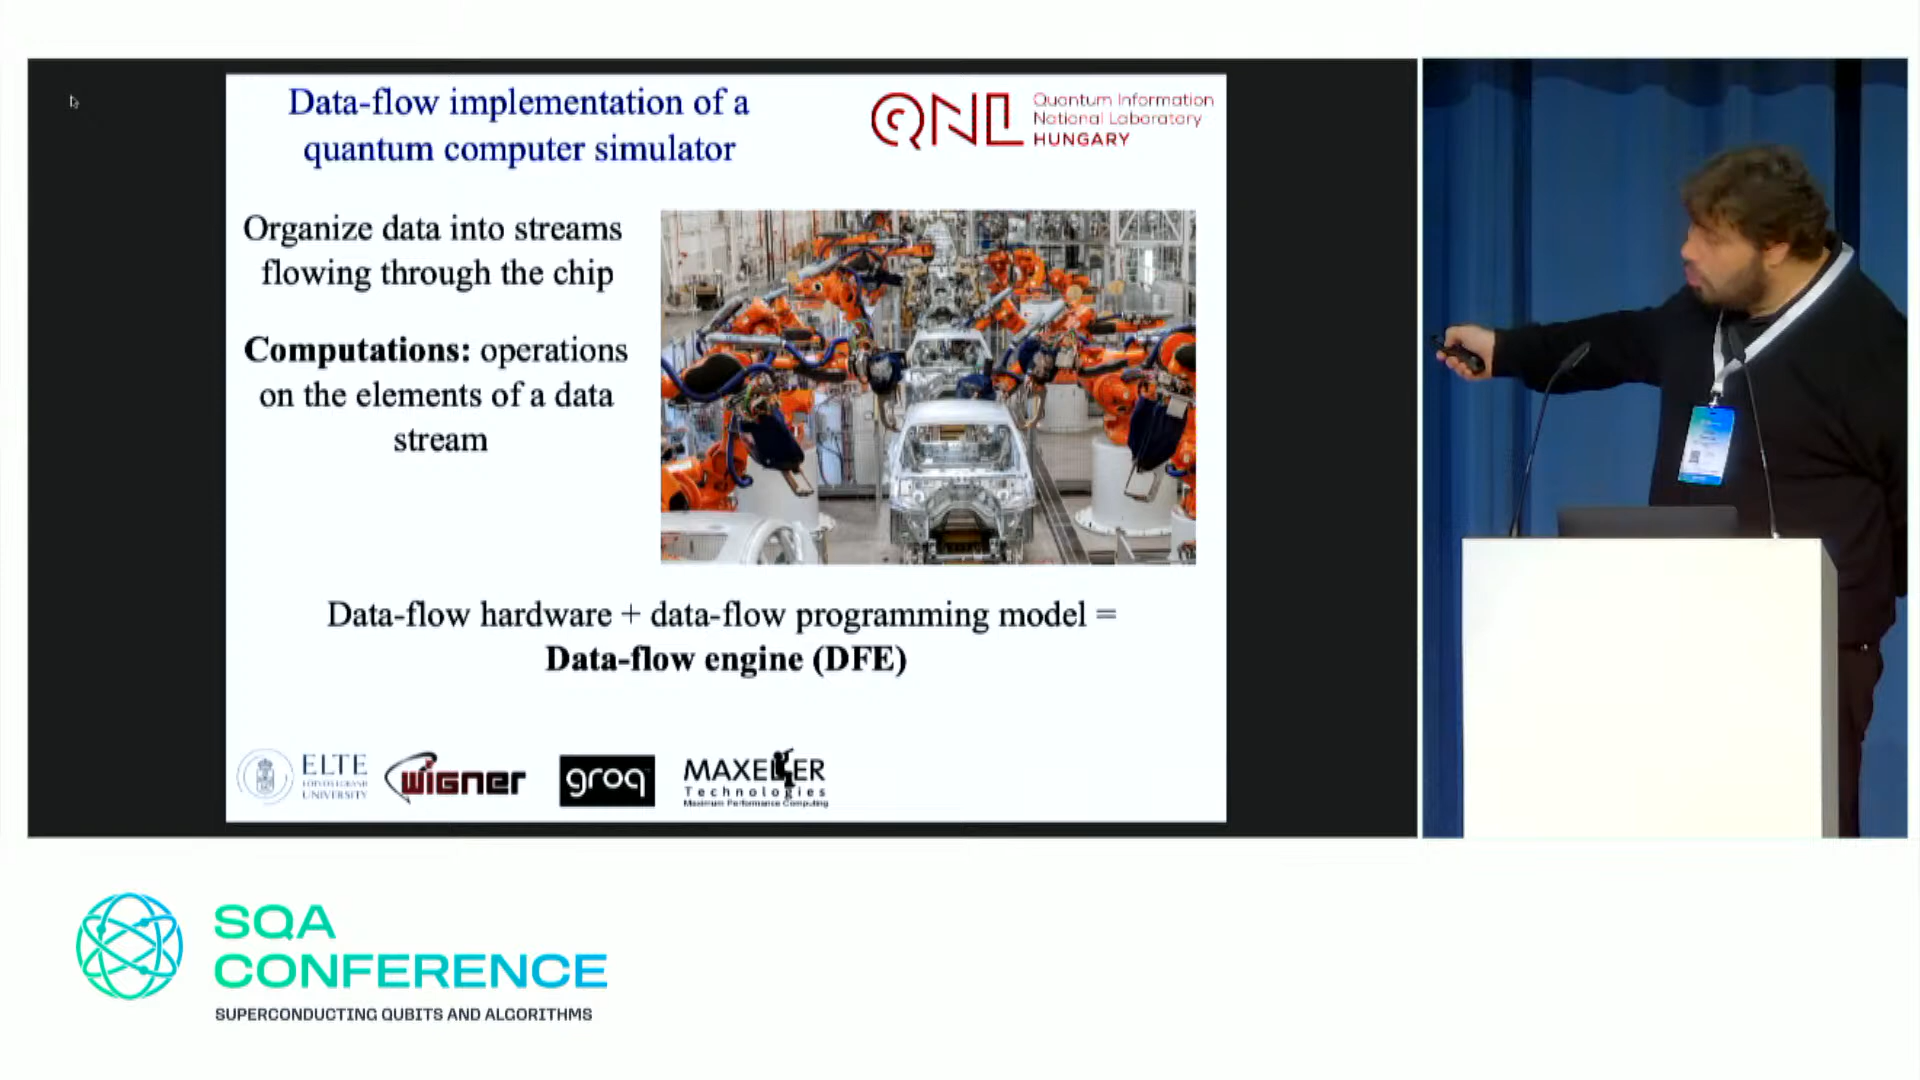 Data-flow implementation of a
quantum computer simulator
QNL
Quantum Information
National Laboratory
HUNGARY
Organize data into streams
flowing through the chip
Computations: operations
on the elements of a data
stream
Data-flow hardware + data-flow programming model =
Data-flow engine (DFE)
ELTE
UNIVERSITY
wigner
groq
MAXELER
Technologies
Maximum Performance Computing
SQA
CONFERENCE
SUPERCONDUCTING QUBITS AND ALGORITHMS